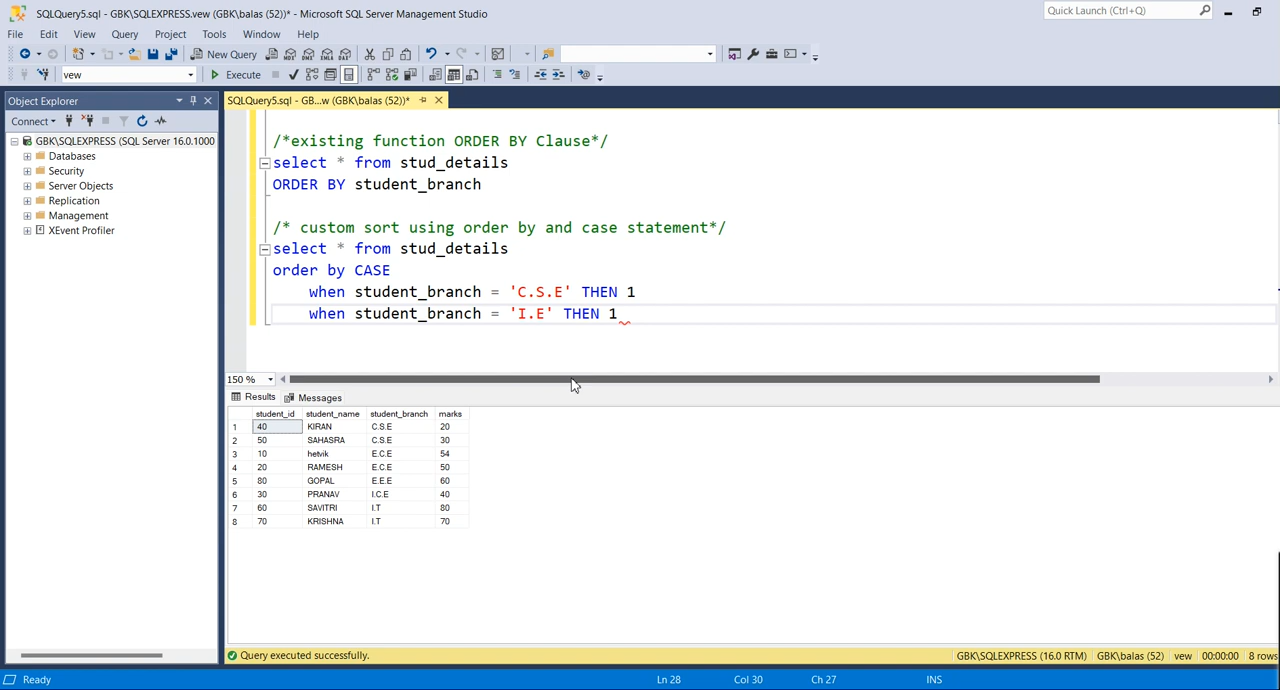 SQLQuery5.sql - GBK\SQLEXPRESS.vew (GBK\balas (52))* - Microsoft SQL Server Management Studio
Quick Launch (Ctrl+Q)
File Edit View Query Project Tools Window Help
New Query
vew Execute
Object Explorer
SQLQuery5.sql - GB...w (GBK\balas (52))*
Connect
GBK\SQLEXPRESS (SQL Server 16.0.1000
Databases
Security
Server Objects
Replication
Management
XEvent Profiler
/*existing function ORDER BY Clause*/
select * from stud_details
ORDER BY student_branch
/* custom sort using order by and case statement*/
select * from stud_details
order by CASE
when student_branch = 'C.S.E' THEN 1
when student_branch = 'I.E' THEN 1
150 %
Results Messages
student_id student_name student_branch marks
1 40 KIRAN C.S.E 20
2 50 SAHASRA C.S.E 30
3 10 hetvik E.C.E 54
4 20 RAMESH E.C.E 50
5 80 GOPAL E.E.E 60
6 30 PRANAV I.C.E 40
7 60 SAVITRI I.T 80
8 70 KRISHNA I.T 70
Query executed successfully.
GBK\SQLEXPRESS (16.0 RTM) GBK\balas (52) vew 00:00:00 8 rows
Ready Ln 28 Col 30 Ch 27 INS